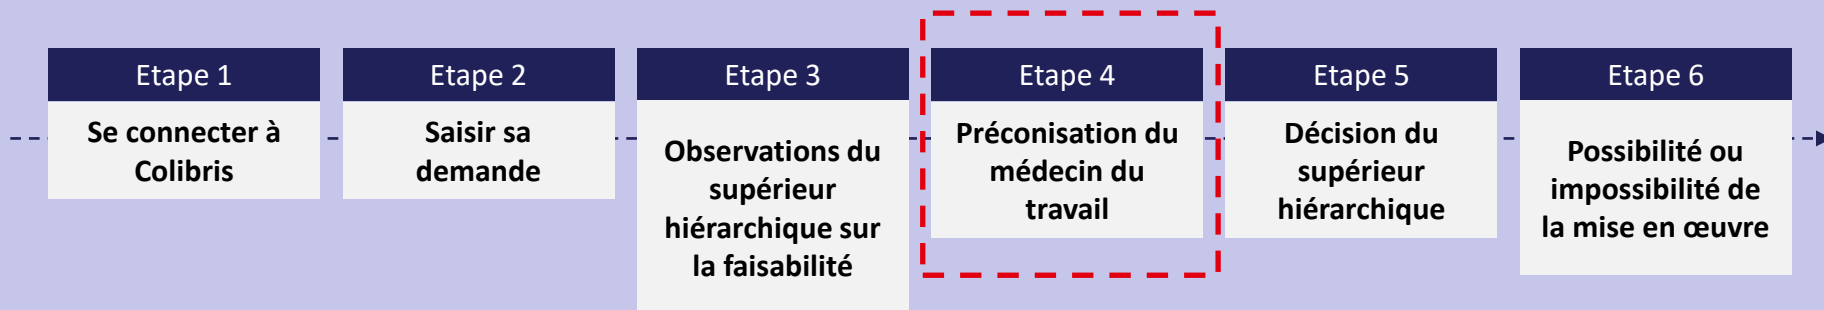 Etape 1
Se connecter à
Colibris
Etape 2
Saisir sa
demande
Etape 3
Observations du
supérieur
hiérarchique sur
la faisabilité
Etape 4
Préconisation du
médecin du
travail
Etape 5
Décision du
supérieur
hiérarchique
Etape 6
Possibilité ou
impossibilité de
la mise en œuvre